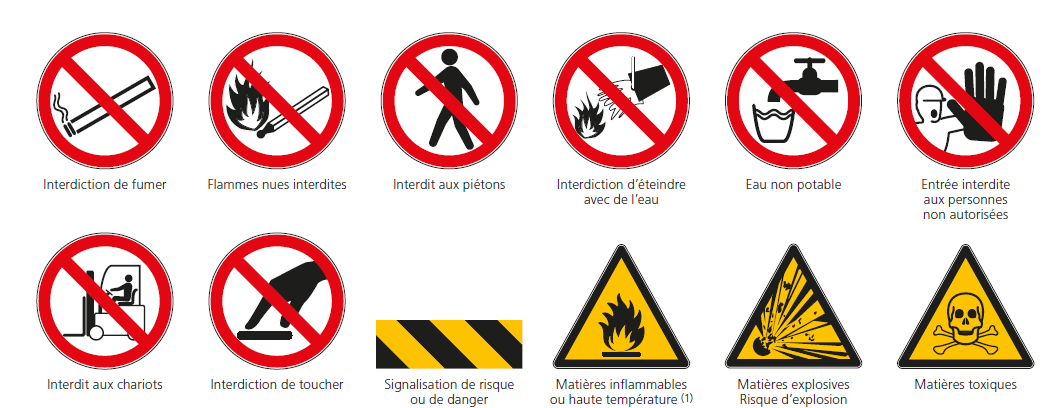 Interdiction de fumer
Flammes nues interdites
Interdit aux piétons
Interdiction d’éteindre
avec de l’eau
Eau non potable
Entrée interdite
aux personnes
non autorisées
Interdit aux chariots
Interdiction de toucher
Signalisation de risque
ou de danger
Matières inflammables
ou haute température (1)
Matières explosives
Risque d’explosion
Matières toxiques